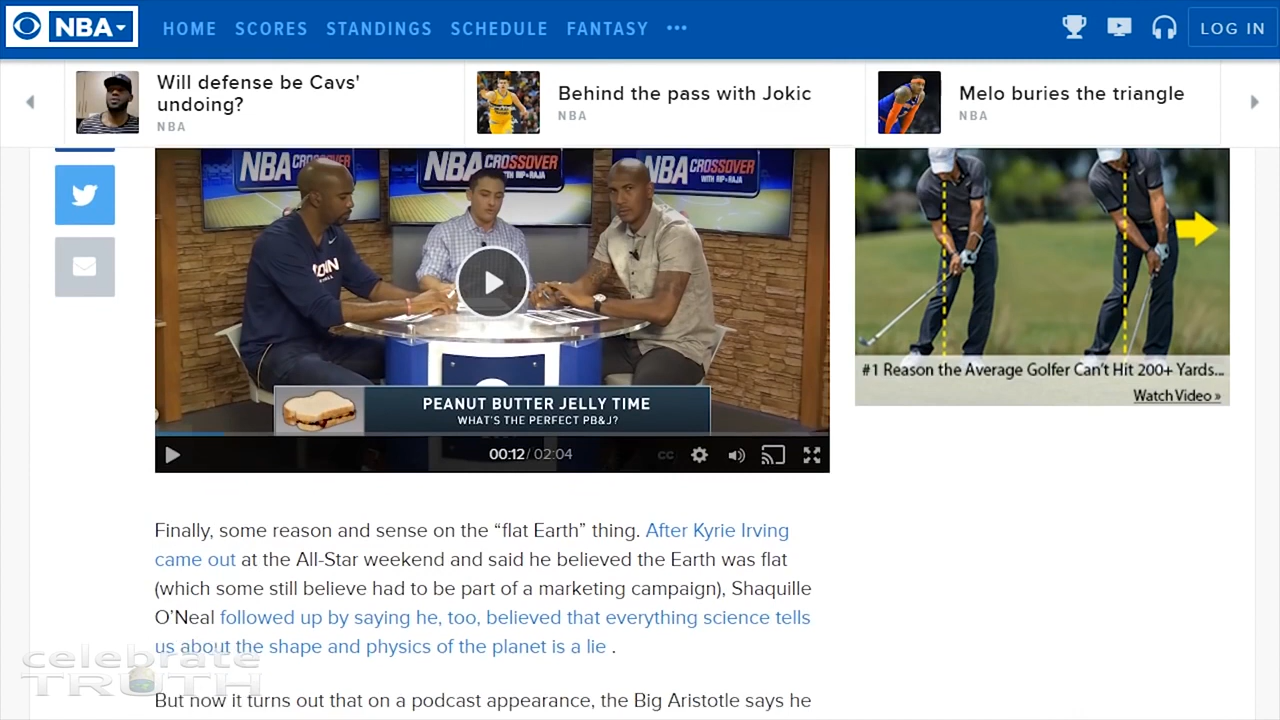 NBA
HOME SCORES STANDINGS SCHEDULE FANTASY •••
LOG IN
Will defense be Cavs'
undoing?
NBA
Behind the pass with Jokic
NBA
Melo buries the triangle
NBA
NBA CROSSOVER
NBA CROSSOVER
NBA CROSSOVER
WITH RIP & RAJA
PEANUT BUTTER JELLY TIME
WHAT'S THE PERFECT PB&J?
00:12 / 02:04
CC
#1 Reason the Average Golfer Can't Hit 200+ Yards...
Watch Video »
Finally, some reason and sense on the “flat Earth” thing. After Kyrie Irving
came out at the All-Star weekend and said he believed the Earth was flat
(which some still believe had to be part of a marketing campaign), Shaquille
O’Neal followed up by saying he, too, believed that everything science tells
us about the shape and physics of the planet is a lie .
celebrate
TRUTH
But now it turns out that on a podcast appearance, the Big Aristotle says he